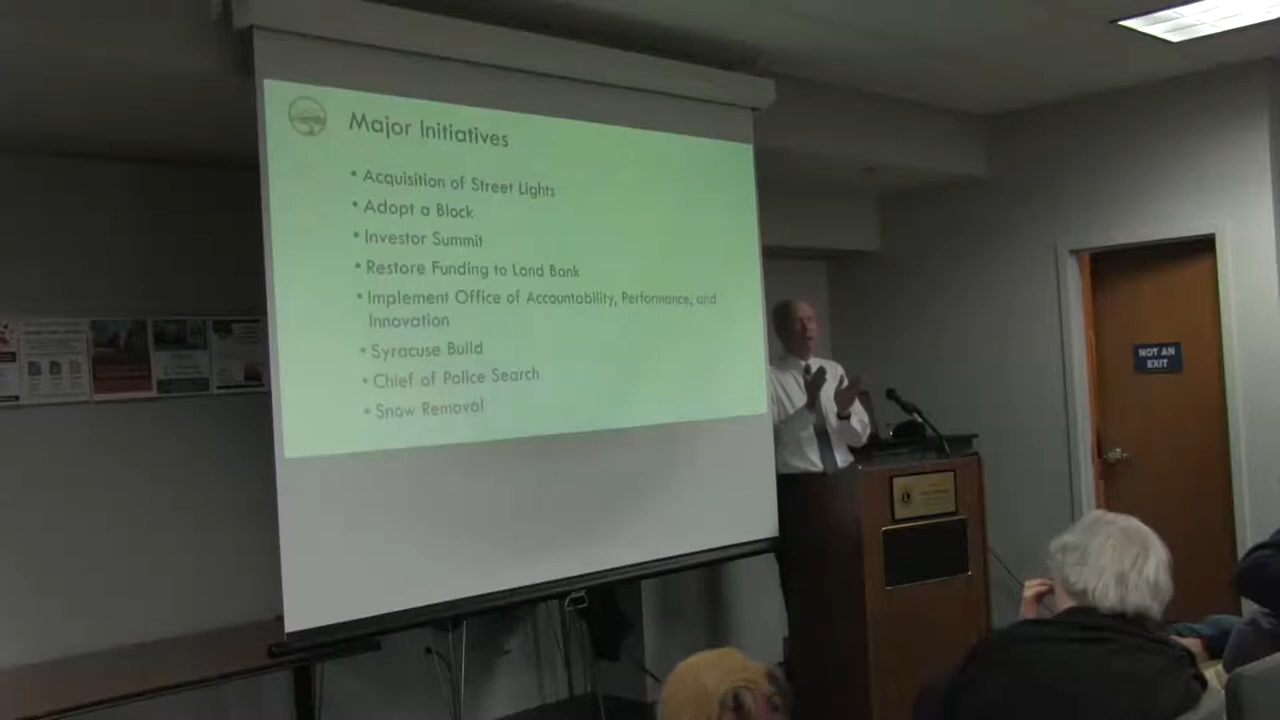 Major Initiatives
• Acquisition of Street Lights
• Adopt a Block
• Investor Summit
• Restore Funding to Land Bank
• Implement Office of Accountability, Performance, and
Innovation
• Syracuse Build
• Chief of Police Search
• Snow Removal
NOT AN
EXIT